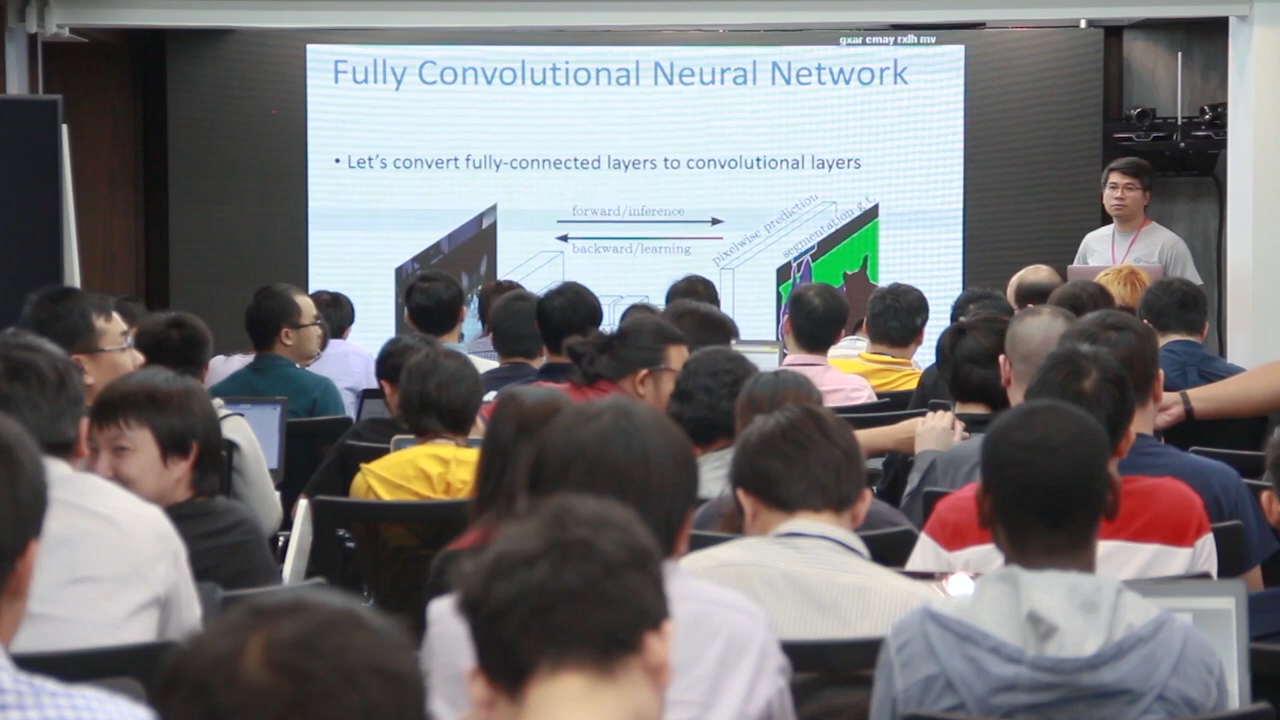 gxar cmay rxlh mv
Fully Convolutional Neural Network
• Let's convert fully-connected layers to convolutional layers
forward/inference
backward/learning
pixelwise prediction
segmentation g.t.